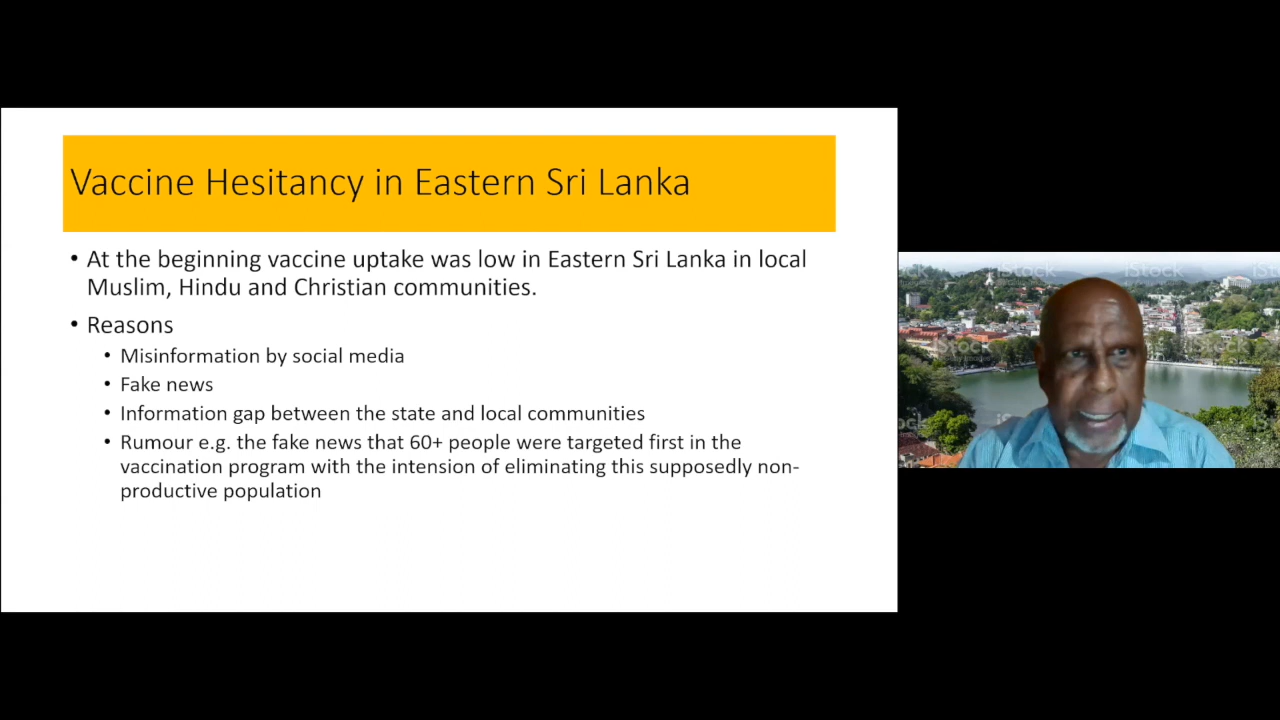 Vaccine Hesitancy in Eastern Sri Lanka
• At the beginning vaccine uptake was low in Eastern Sri Lanka in local
Muslim, Hindu and Christian communities.
• Reasons
• Misinformation by social media
• Fake news
• Information gap between the state and local communities
• Rumour e.g. the fake news that 60+ people were targeted first in the
vaccination program with the intension of eliminating this supposedly non-
productive population
iStock
iStock